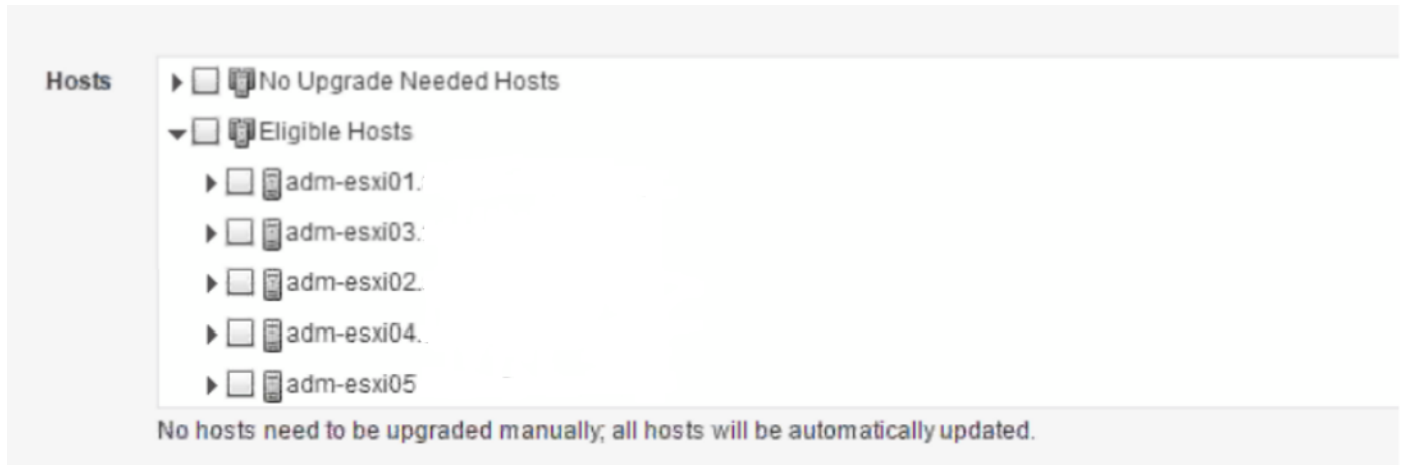 Hosts
No Upgrade Needed Hosts
Eligible Hosts
adm-esxi01.
adm-esxi03.
adm-esxi02.
adm-esxi04.
adm-esxi05
No hosts need to be upgraded manually; all hosts will be automatically updated.